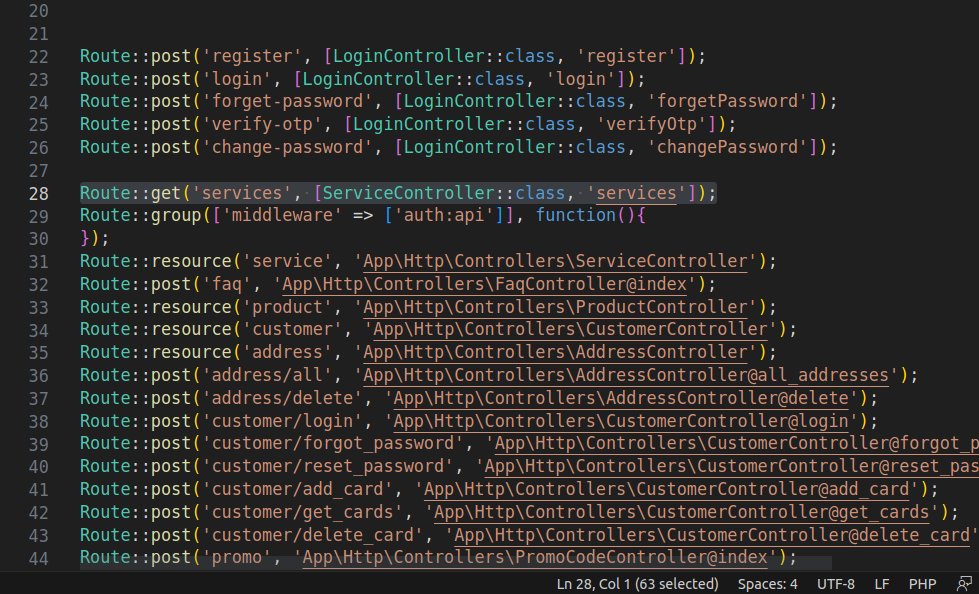 20
21
22 Route::post('register', [LoginController::class, 'register']);
23 Route::post('login', [LoginController::class, 'login']);
24 Route::post('forget-password', [LoginController::class, 'forgetPassword']);
25 Route::post('verify-otp', [LoginController::class, 'verifyOtp']);
26 Route::post('change-password', [LoginController::class, 'changePassword']);
27
28 Route::get('services', [ServiceController::class, 'services']);
29 Route::group(['middleware' => ['auth:api']], function(){
30 });
31 Route::resource('service', 'App\Http\Controllers\ServiceController');
32 Route::post('faq', 'App\Http\Controllers\FaqController@index');
33 Route::resource('product', 'App\Http\Controllers\ProductController');
34 Route::resource('customer', 'App\Http\Controllers\CustomerController');
35 Route::resource('address', 'App\Http\Controllers\AddressController');
36 Route::post('address/all', 'App\Http\Controllers\AddressController@all_addresses');
37 Route::post('address/delete', 'App\Http\Controllers\AddressController@delete');
38 Route::post('customer/login', 'App\Http\Controllers\CustomerController@login');
39 Route::post('customer/forgot_password', 'App\Http\Controllers\CustomerController@forgot_p
40 Route::post('customer/reset_password', 'App\Http\Controllers\CustomerController@reset_pas
41 Route::post('customer/add_card', 'App\Http\Controllers\CustomerController@add_card');
42 Route::post('customer/get_cards', 'App\Http\Controllers\CustomerController@get_cards');
43 Route::post('customer/delete_card', 'App\Http\Controllers\CustomerController@delete_card'
44 Route::post('promo', 'App\Http\Controllers\PromoCodeController@index');
Ln 28, Col 1 (63 selected) Spaces: 4 UTF-8 LF PHP